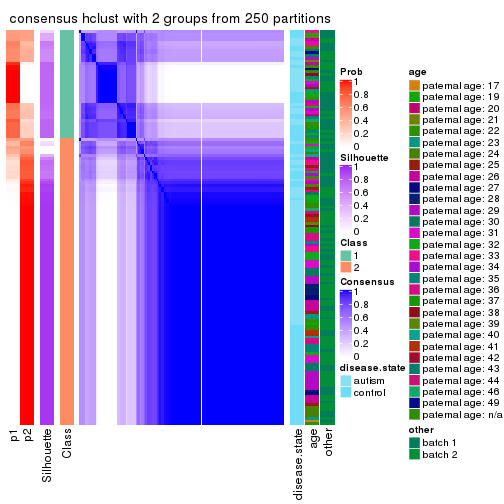 consensus hclust with 2 groups from 250 partitions
Prob
1
0.8
0.6
0.4
0.2
0
Silhouette
1
0.8
0.6
0.4
0.2
0
Class
1
2
Consensus
1
0.8
0.6
0.4
0.2
0
disease.state
autism
control
age
paternal age: 17
paternal age: 19
paternal age: 20
paternal age: 21
paternal age: 22
paternal age: 23
paternal age: 24
paternal age: 25
paternal age: 26
paternal age: 27
paternal age: 28
paternal age: 29
paternal age: 30
paternal age: 31
paternal age: 32
paternal age: 33
paternal age: 34
paternal age: 35
paternal age: 36
paternal age: 37
paternal age: 38
paternal age: 39
paternal age: 40
paternal age: 41
paternal age: 42
paternal age: 43
paternal age: 44
paternal age: 46
paternal age: 49
paternal age: n/a
other
batch 1
batch 2
p1
p2
Silhouette
Class
disease.state
age
other